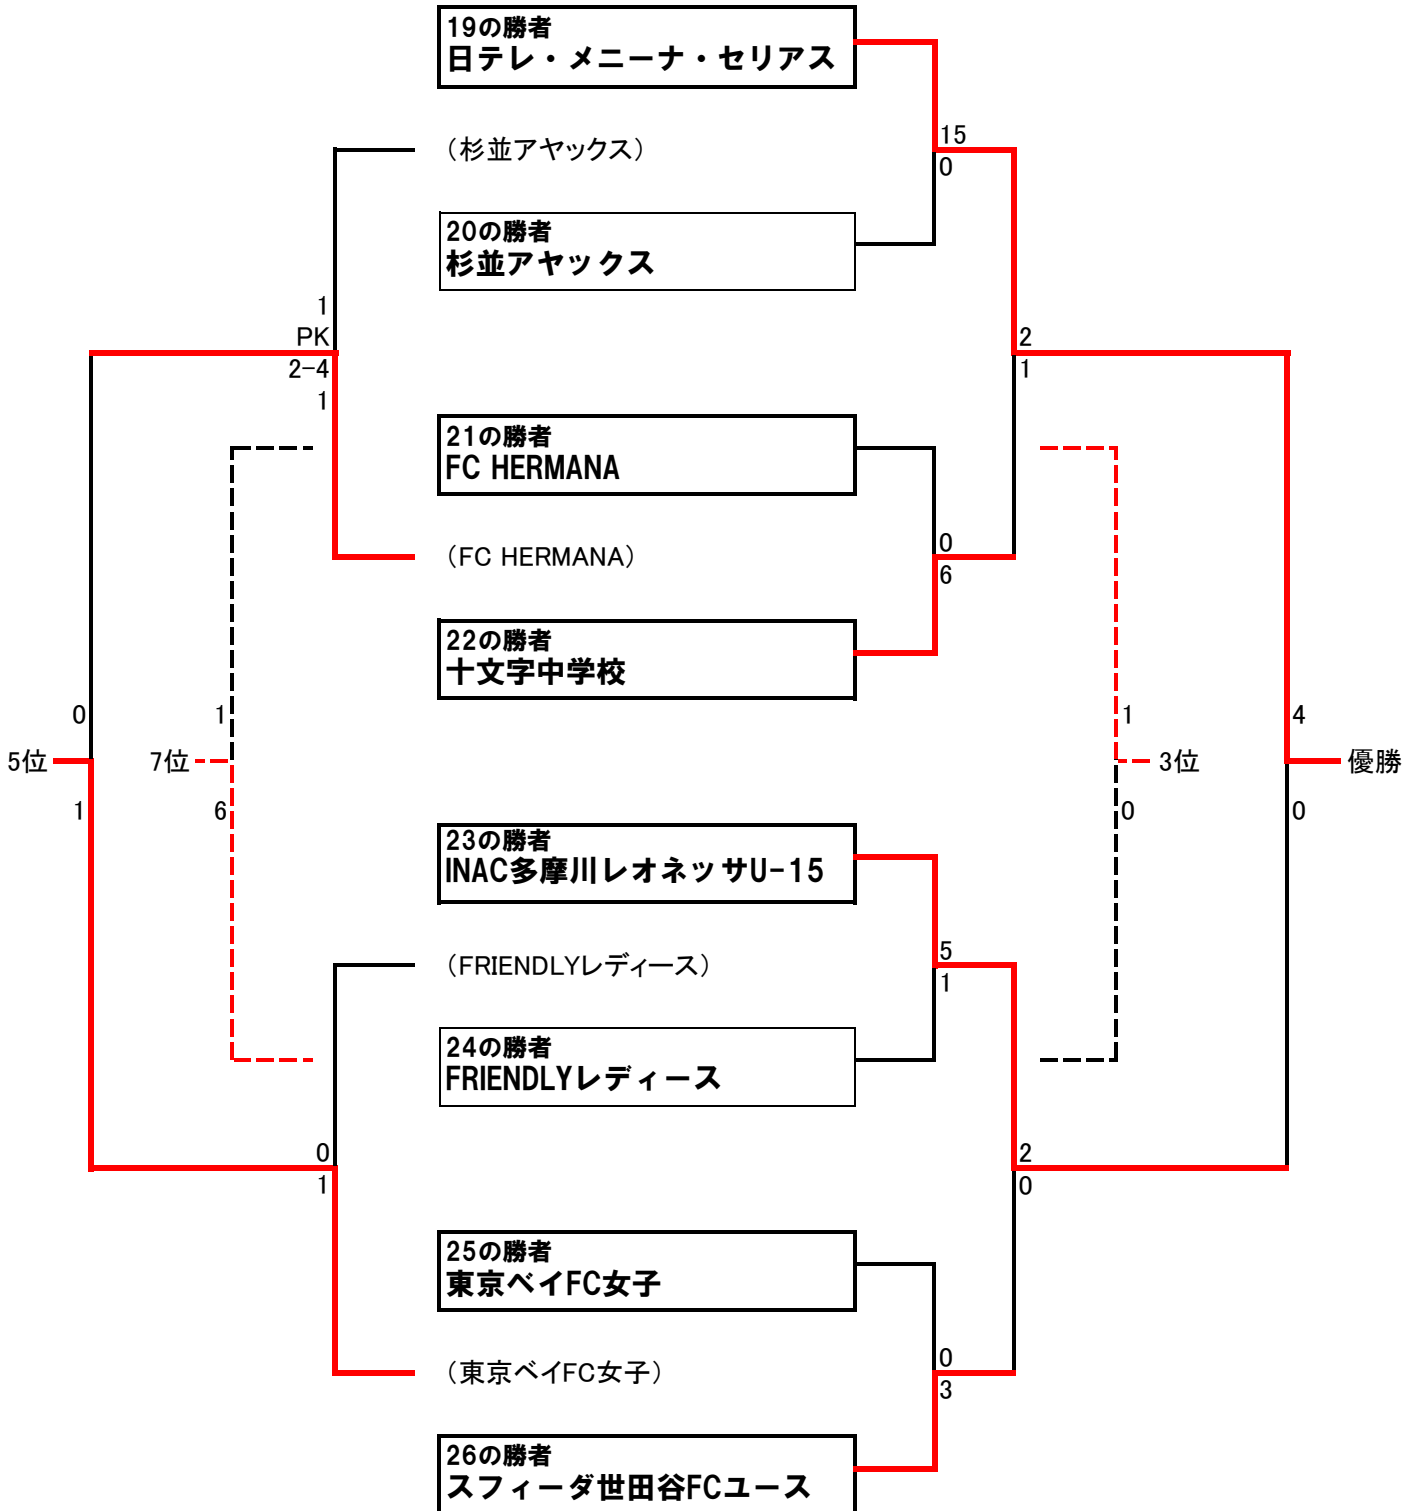 19の勝者
日テレ・メニーナ・セリアス
15
（杉並アヤックス）
0
20の勝者
杉並アヤックス
1
PK
2
2-4
1
1
21の勝者
FC HERMANA
0
（FC HERMANA）
6
22の勝者
十文字中学校
0
1
1
4
5位
7位
3位
優勝
1
6
0
0
23の勝者
INAC多摩川レオネッサU-15
5
（FRIENDLYレディース）
1
24の勝者
FRIENDLYレディース
0
2
1
0
25の勝者
東京ベイFC女子
0
（東京ベイFC女子）
3
26の勝者
スフィーダ世田谷FCユース